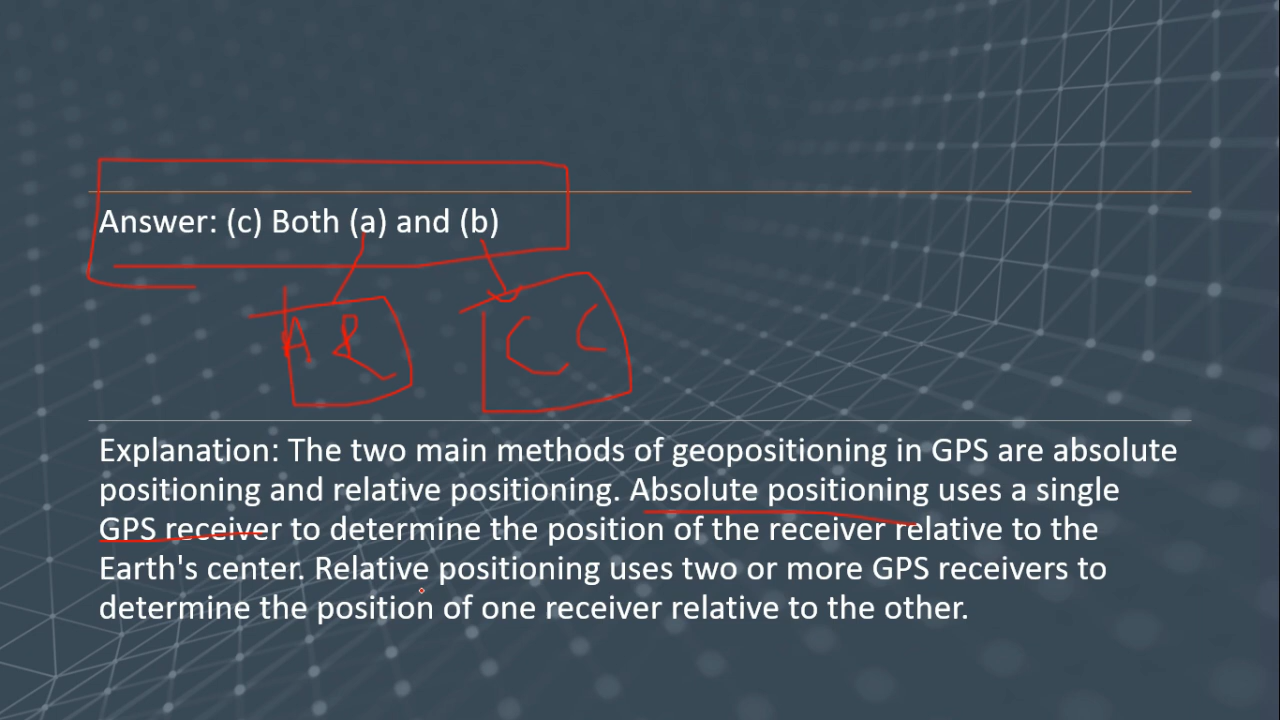 Answer: (c) Both (a) and (b)
A R C C
Explanation: The two main methods of geopositioning in GPS are absolute
positioning and relative positioning. Absolute positioning uses a single
GPS receiver to determine the position of the receiver relative to the
Earth's center. Relative positioning uses two or more GPS receivers to
determine the position of one receiver relative to the other.